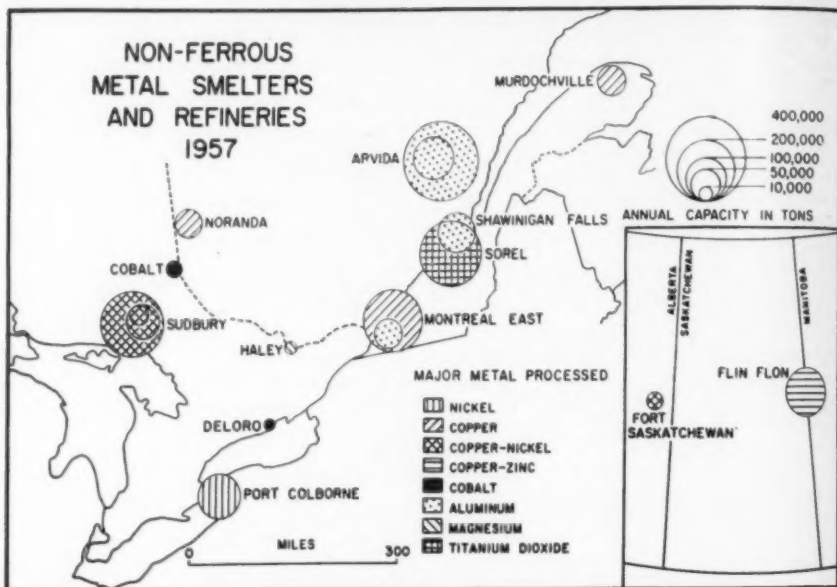 NON-FERROUS
METAL SMELTERS
AND REFINERIES
1957
MURDOCHVILLE
ARVIDA
400,000
200,000
100,000
50,000
10,000
ANNUAL CAPACITY IN TONS
NORANDA
SHAWINIGAN FALLS
SOREL
COBALT
SUDBURY
HALEY
MONTREAL EAST
DELORO
PORT COLBORNE
MAJOR METAL PROCESSED
NICKEL
COPPER
COPPER-NICKEL
COPPER-ZINC
COBALT
ALUMINUM
MAGNESIUM
TITANIUM DIOXIDE
0 MILES 300
ALBERTA
SASKATCHEWAN
MANITOBA
FLIN FLON
FORT
SASKATCHEWAN